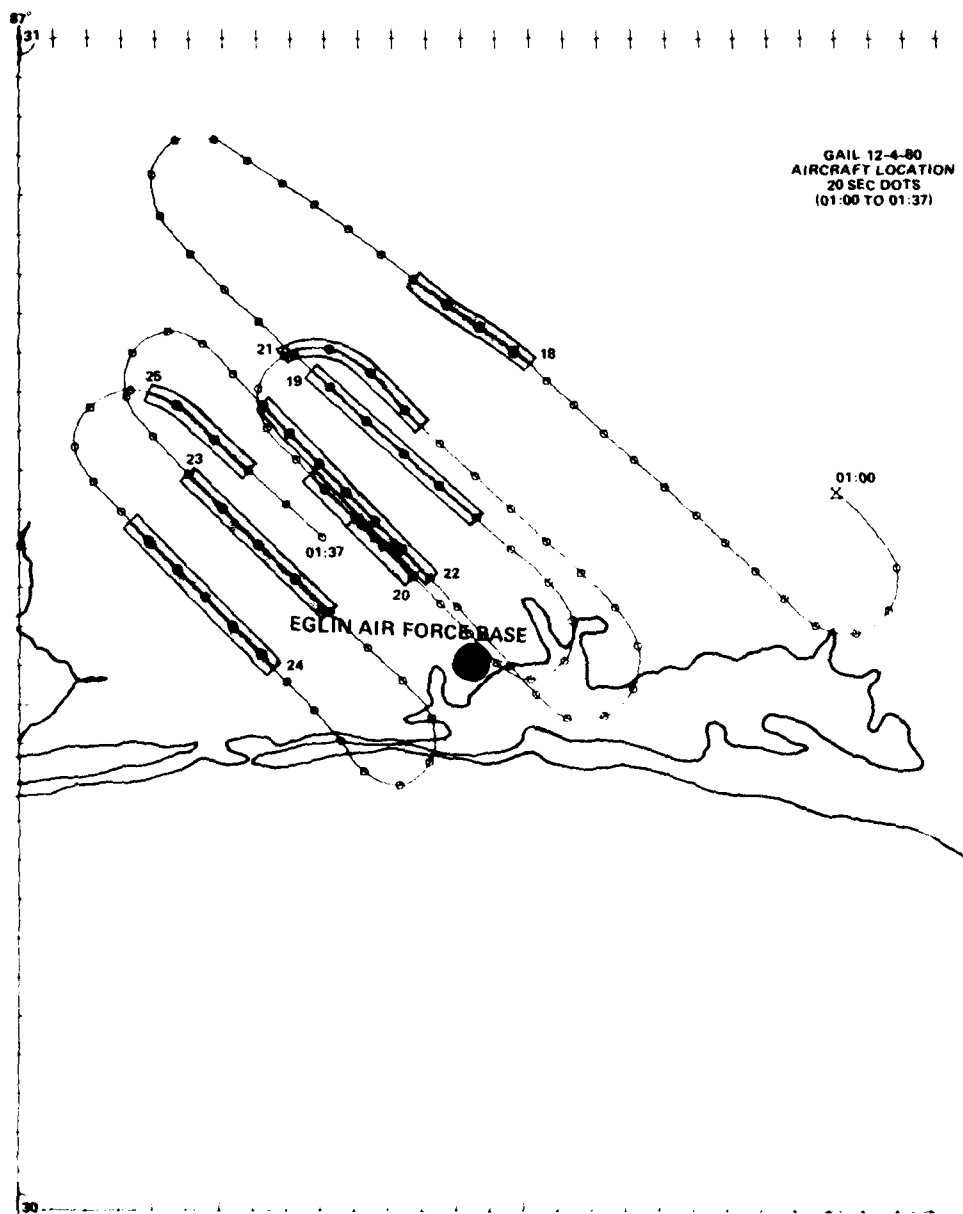 87°
31
GAIL 12-4-80
AIRCRAFT LOCATION
20 SEC DOTS
(01:00 TO 01:37)
18
21
19
25
23
01:00
01:37
22
20
EGLIN AIR FORCE BASE
24
30